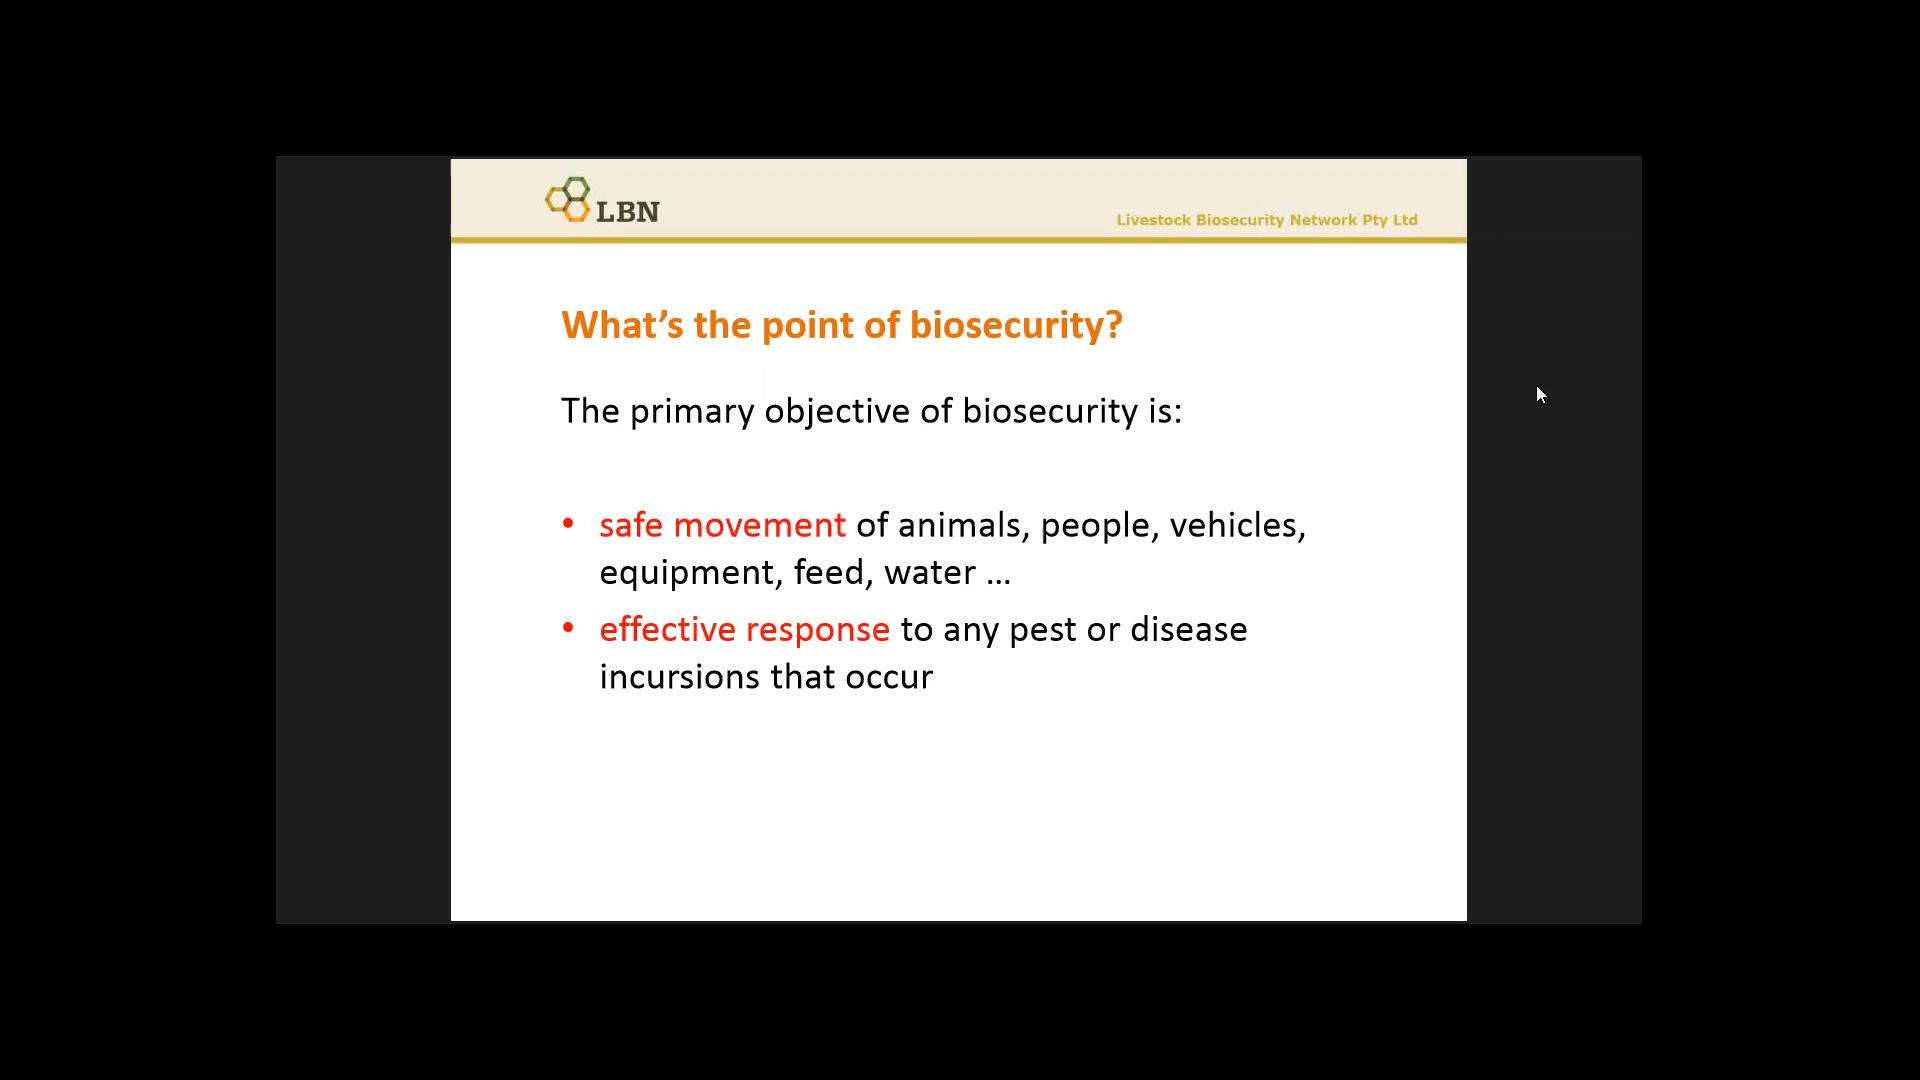 LBN
Livestock Biosecurity Network Pty Ltd
What’s the point of biosecurity?
The primary objective of biosecurity is:
• safe movement of animals, people, vehicles,
equipment, feed, water ...
• effective response to any pest or disease
incursions that occur